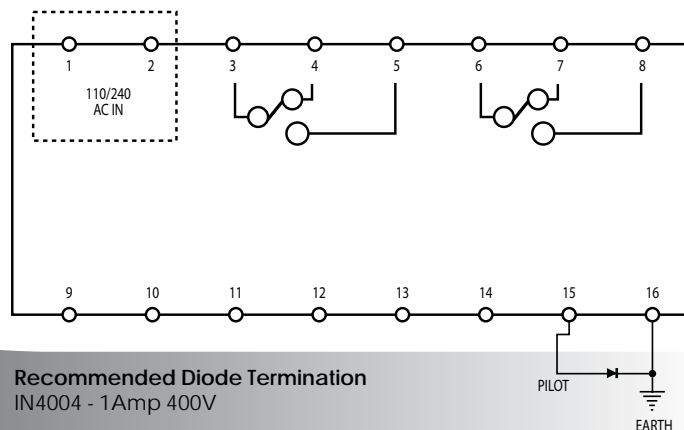 1 2 3 4 5 6 7 8
110/240
AC IN
9 10 11 12 13 14 15 16
PILOT
EARTH
Recommended Diode Termination
IN4004 - 1Amp 400V